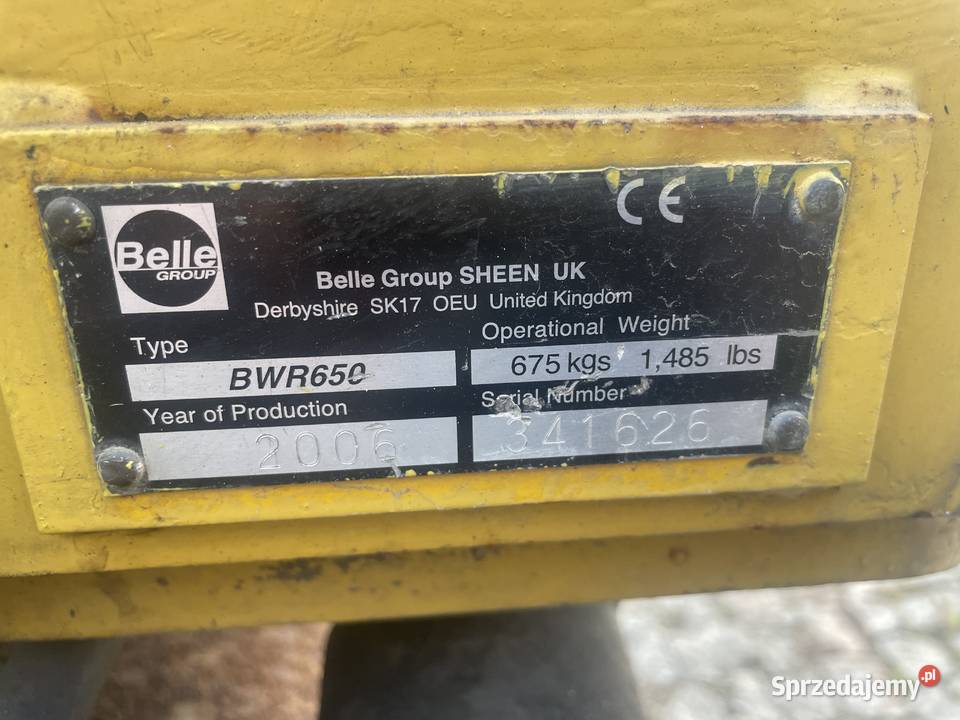 CE
Belle
GROUP
Belle Group SHEEN UK
Derbyshire SK17 OEU United Kingdom
Type
BWR650
Operational Weight
675 kgs 1,485 lbs
Year of Production
2006
Serial Number
341626
Sprzedajemy.pl